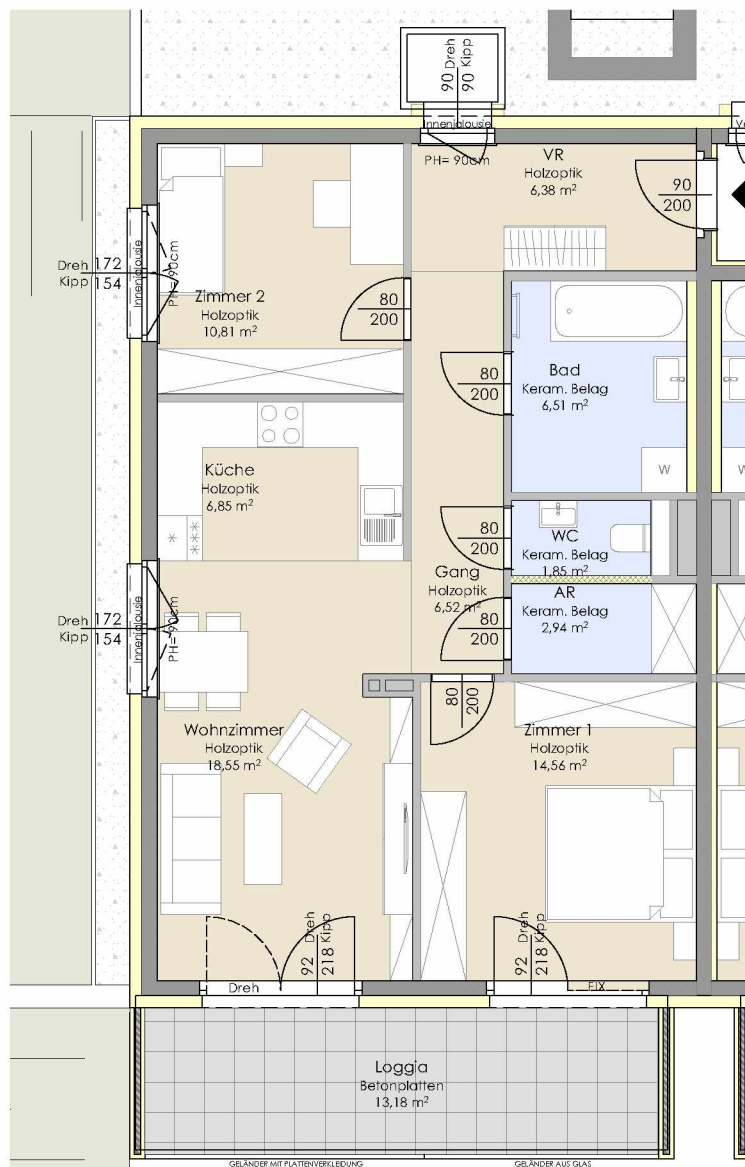 90 Dreh
90 Kipp
Innenjalousie
PH= 90cm
VR
Holzoptik
6,38 m²
90
200
Dreh 172
Kipp 154
Innenjalousie
PH= 90cm
Zimmer 2
Holzoptik
10,81 m²
80
200
80
200
Bad
Keram. Belag
6,51 m²
W
W
Küche
Holzoptik
6,85 m²
80
200
WC
Keram. Belag
1,85 m²
Gang
Holzoptik
6,52 m²
AR
Keram. Belag
2,94 m²
80
200
Dreh 172
Kipp 154
Innenjalousie
PH= 90cm
80
200
Wohnzimmer
Holzoptik
18,55 m²
Zimmer 1
Holzoptik
14,56 m²
92 Dreh
218 Kipp
92 Dreh
218 Kipp
Dreh
FIX
Loggia
Betonplatten
13,18 m²
GELÄNDER MIT PLATTENVERKLEIDUNG
GELÄNDER AUS GLAS